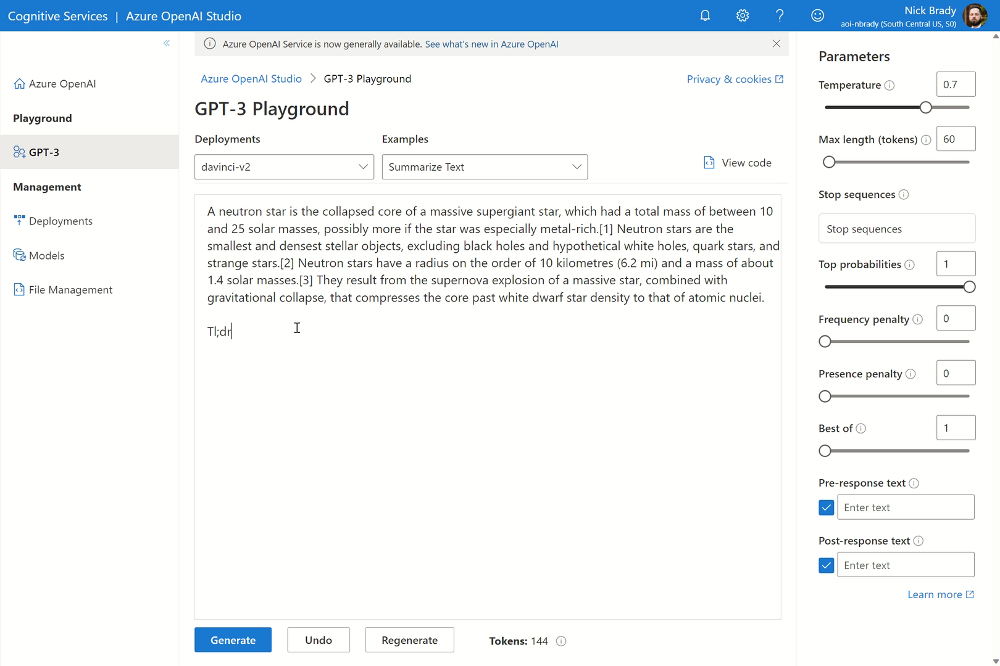 Cognitive Services | Azure OpenAI Studio
Nick Brady
aoi-nbrady (South Central US, S0)
Azure OpenAI Service is now generally available. See what's new in Azure OpenAI
Azure OpenAI
Playground
GPT-3
Management
Deployments
Models
File Management
Azure OpenAI Studio > GPT-3 Playground
Privacy & cookies
GPT-3 Playground
Deployments
Examples
davinci-v2
Summarize Text
View code
A neutron star is the collapsed core of a massive supergiant star, which had a total mass of between 10
and 25 solar masses, possibly more if the star was especially metal-rich.[1] Neutron stars are the
smallest and densest stellar objects, excluding black holes and hypothetical white holes, quark stars, and
strange stars.[2] Neutron stars have a radius on the order of 10 kilometres (6.2 mi) and a mass of about
1.4 solar masses.[3] They result from the supernova explosion of a massive star, combined with
gravitational collapse, that compresses the core past white dwarf star density to that of atomic nuclei.
Tl;dr
Generate
Undo
Regenerate
Tokens: 144
Parameters
Temperature
0.7
Max length (tokens)
60
Stop sequences
Stop sequences
Top probabilities
1
Frequency penalty
0
Presence penalty
0
Best of
1
Pre-response text
Enter text
Post-response text
Enter text
Learn more